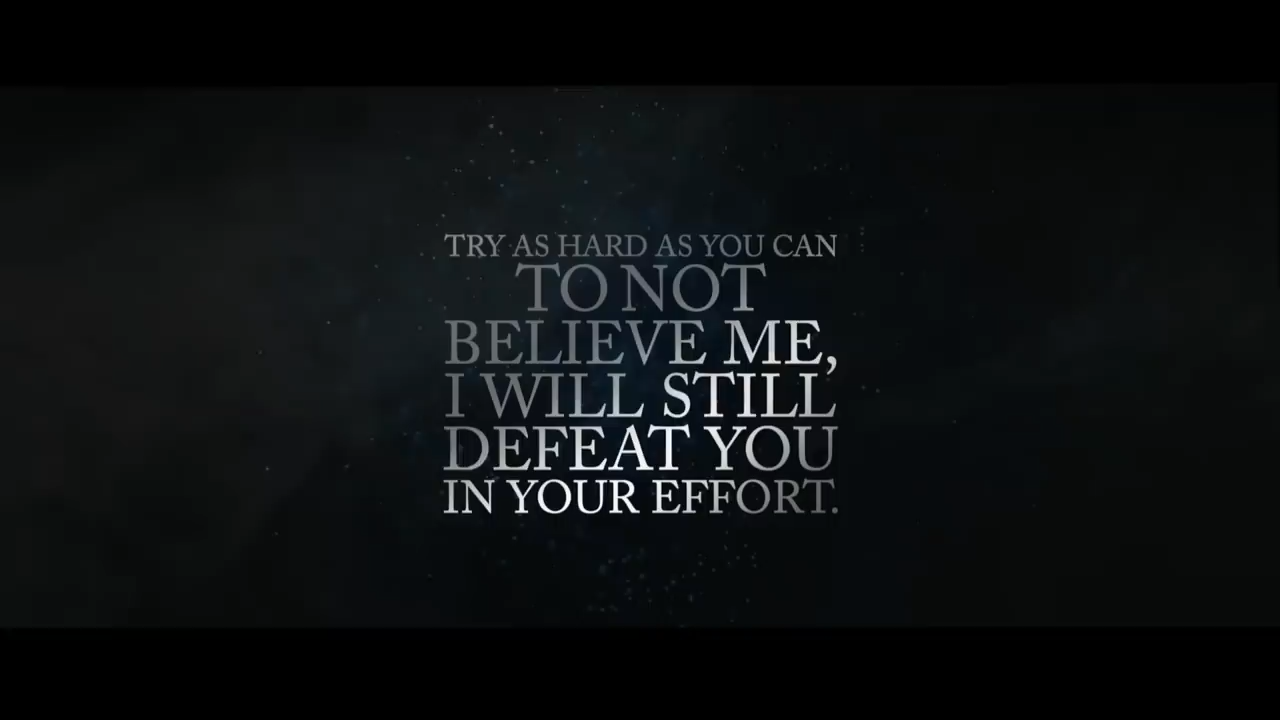 TRY AS HARD AS YOU CAN
TO NOT
BELIEVE ME,
I WILL STILL
DEFEAT YOU
IN YOUR EFFORT.